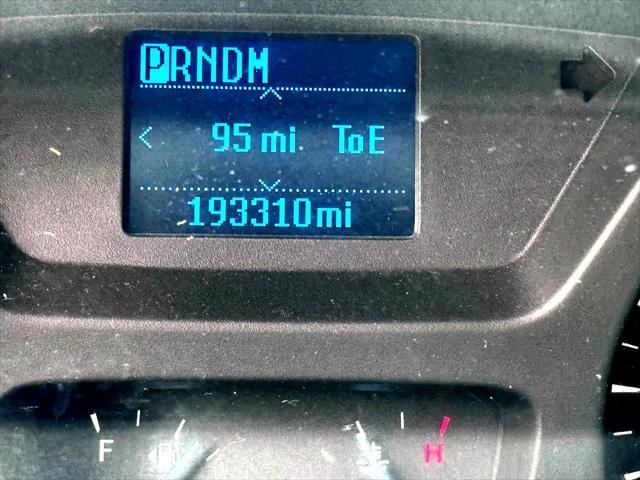 PRNDM
< 95 mi ToE
193310mi
F H